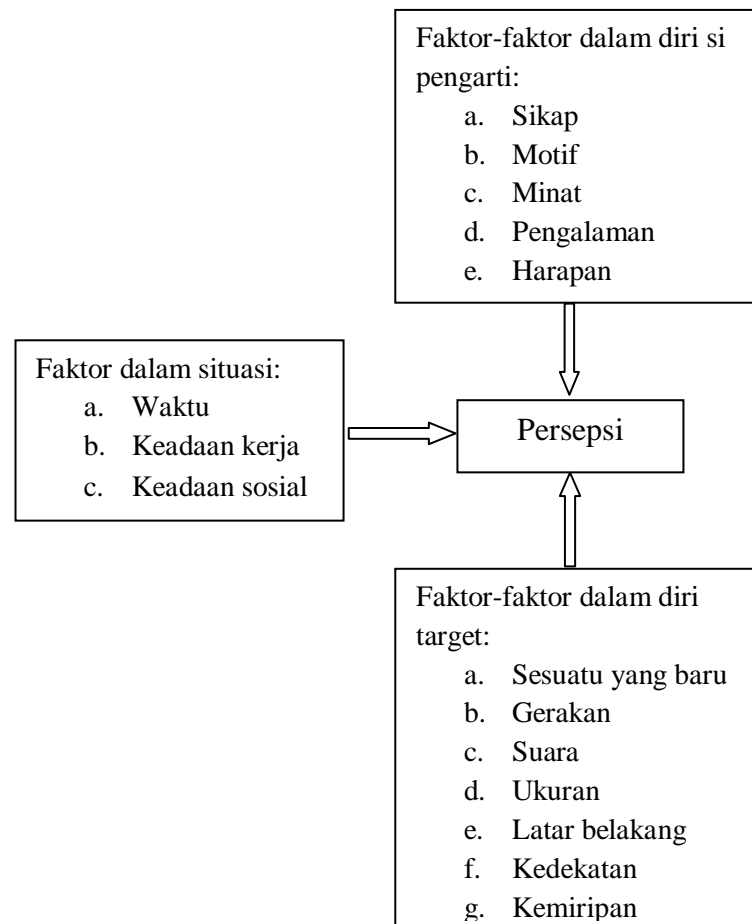 Faktor-faktor dalam diri si
pengarti:
a. Sikap
b. Motif
c. Minat
d. Pengalaman
e. Harapan
Faktor dalam situasi:
a. Waktu
b. Keadaan kerja
c. Keadaan sosial
Persepsi
Faktor-faktor dalam diri
target:
a. Sesuatu yang baru
b. Gerakan
c. Suara
d. Ukuran
e. Latar belakang
f. Kedekatan
g. Kemiripan